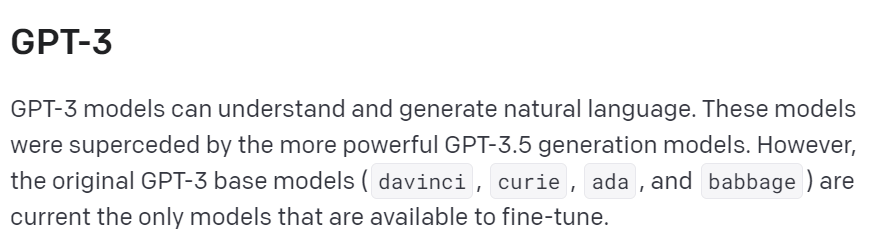 GPT-3
GPT-3 models can understand and generate natural language. These models
were superceded by the more powerful GPT-3.5 generation models. However,
the original GPT-3 base models ( davinci , curie , ada , and babbage ) are
current the only models that are available to fine-tune.